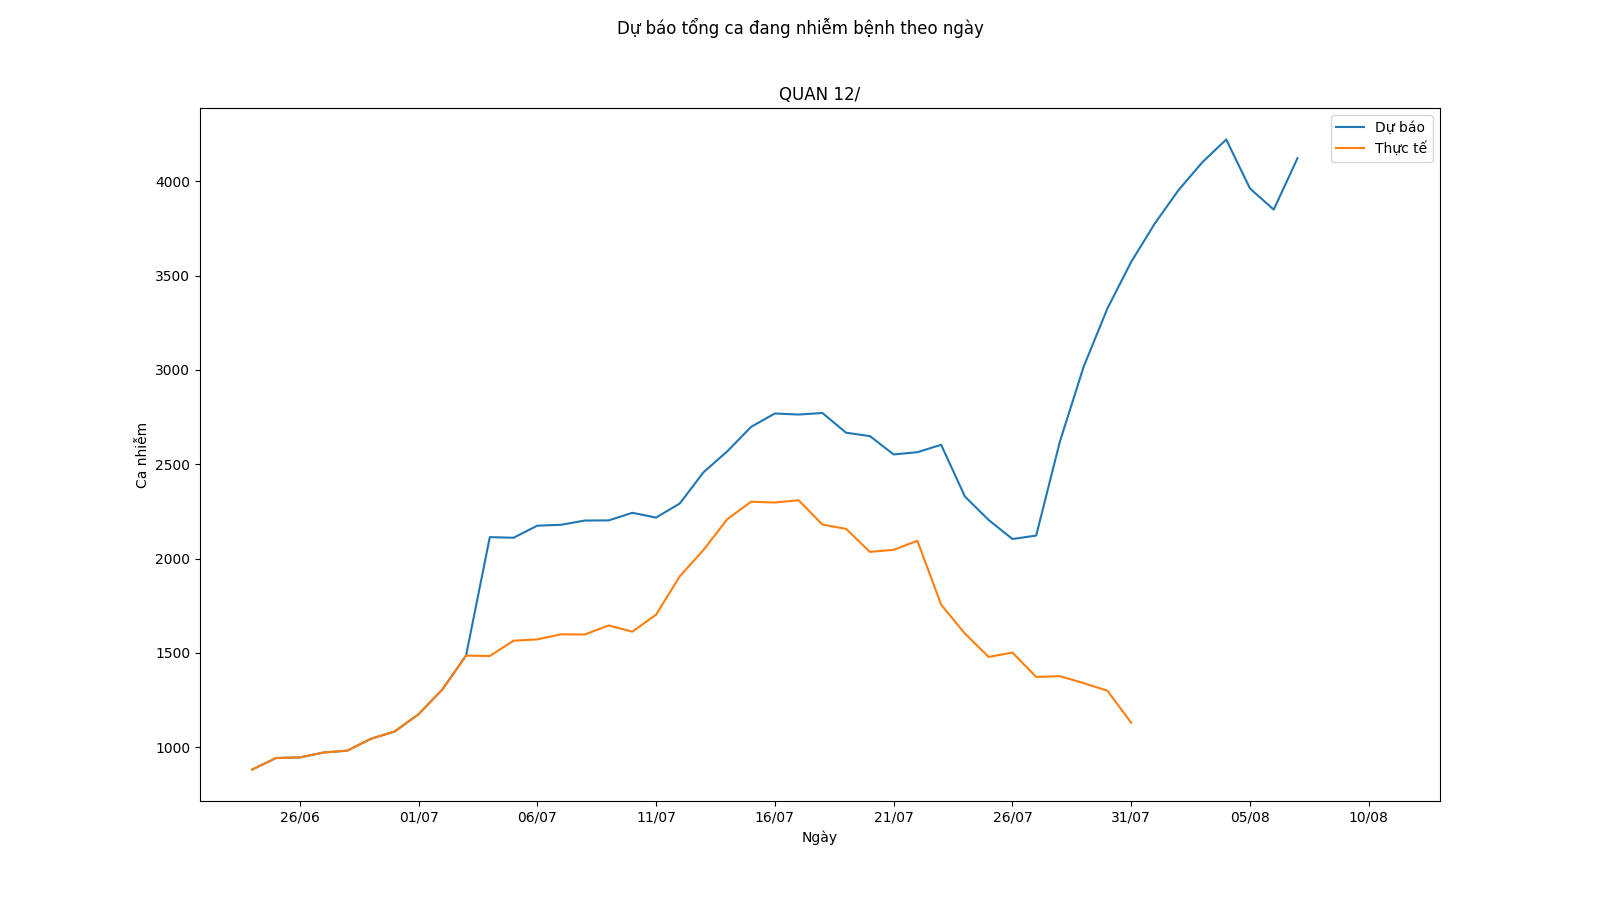 Dự báo tổng ca đang nhiễm bệnh theo ngày
QUAN 12/
Dự báo
Thực tế
4000
3500
3000
2500
2000
1500
1000
Ca nhiễm
26/06 01/07 06/07 11/07 16/07 21/07 26/07 31/07 05/08 10/08
Ngày